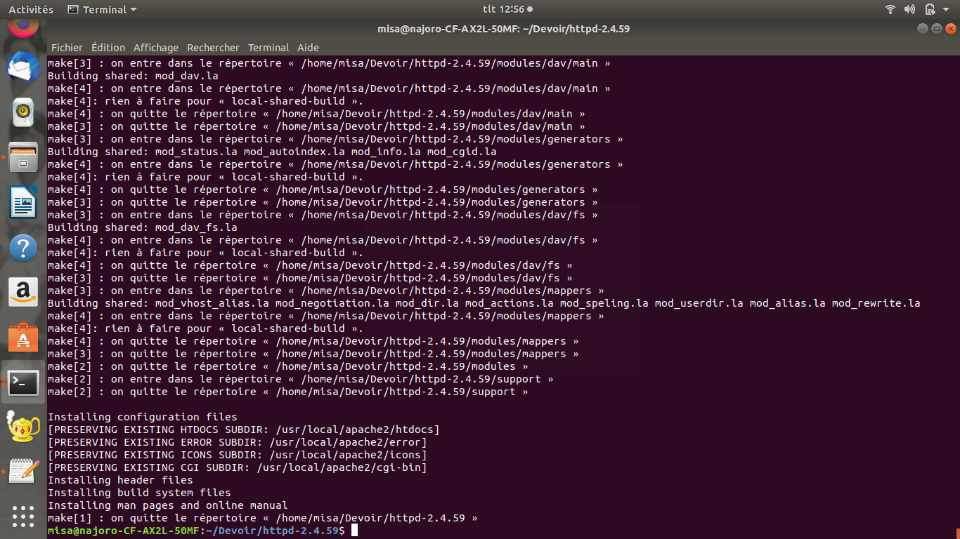 Activités
Terminal
tlt 12:56
misa@najoro-CF-AX2L-50MF: ~/Devoir/httpd-2.4.59
Fichier Édition Affichage Rechercher Terminal Aide
make[3] : on entre dans le répertoire « /home/misa/Devoir/httpd-2.4.59/modules/dav/main »
Building shared: mod_dav.la
make[4] : on entre dans le répertoire « /home/misa/Devoir/httpd-2.4.59/modules/dav/main »
make[4]: rien à faire pour « local-shared-build ».
make[4] : on quitte le répertoire « /home/misa/Devoir/httpd-2.4.59/modules/dav/main »
make[3] : on quitte le répertoire « /home/misa/Devoir/httpd-2.4.59/modules/dav/main »
make[3] : on entre dans le répertoire « /home/misa/Devoir/httpd-2.4.59/modules/generators »
Building shared: mod_status.la mod_autoindex.la mod_info.la mod_cgid.la
make[4] : on entre dans le répertoire « /home/misa/Devoir/httpd-2.4.59/modules/generators »
make[4]: rien à faire pour « local-shared-build ».
make[4] : on quitte le répertoire « /home/misa/Devoir/httpd-2.4.59/modules/generators »
make[3] : on quitte le répertoire « /home/misa/Devoir/httpd-2.4.59/modules/generators »
make[3] : on entre dans le répertoire « /home/misa/Devoir/httpd-2.4.59/modules/dav/fs »
Building shared: mod_dav_fs.la
make[4] : on entre dans le répertoire « /home/misa/Devoir/httpd-2.4.59/modules/dav/fs »
make[4]: rien à faire pour « local-shared-build ».
make[4] : on quitte le répertoire « /home/misa/Devoir/httpd-2.4.59/modules/dav/fs »
make[3] : on quitte le répertoire « /home/misa/Devoir/httpd-2.4.59/modules/dav/fs »
make[3] : on entre dans le répertoire « /home/misa/Devoir/httpd-2.4.59/modules/mappers »
Building shared: mod_vhost_alias.la mod_negotiation.la mod_dir.la mod_actions.la mod_speling.la mod_userdir.la mod_alias.la mod_rewrite.la
make[4] : on entre dans le répertoire « /home/misa/Devoir/httpd-2.4.59/modules/mappers »
make[4]: rien à faire pour « local-shared-build ».
make[4] : on quitte le répertoire « /home/misa/Devoir/httpd-2.4.59/modules/mappers »
make[3] : on quitte le répertoire « /home/misa/Devoir/httpd-2.4.59/modules/mappers »
make[2] : on quitte le répertoire « /home/misa/Devoir/httpd-2.4.59/modules »
make[2] : on entre dans le répertoire « /home/misa/Devoir/httpd-2.4.59/support »
make[2] : on quitte le répertoire « /home/misa/Devoir/httpd-2.4.59/support »
Installing configuration files
[PRESERVING EXISTING HTDOCS SUBDIR: /usr/local/apache2/htdocs]
[PRESERVING EXISTING ERROR SUBDIR: /usr/local/apache2/error]
[PRESERVING EXISTING ICONS SUBDIR: /usr/local/apache2/icons]
[PRESERVING EXISTING CGI SUBDIR: /usr/local/apache2/cgi-bin]
Installing header files
Installing build system files
Installing man pages and online manual
make[1] : on quitte le répertoire « /home/misa/Devoir/httpd-2.4.59 »
misa@najoro-CF-AX2L-50MF:~/Devoir/httpd-2.4.59$